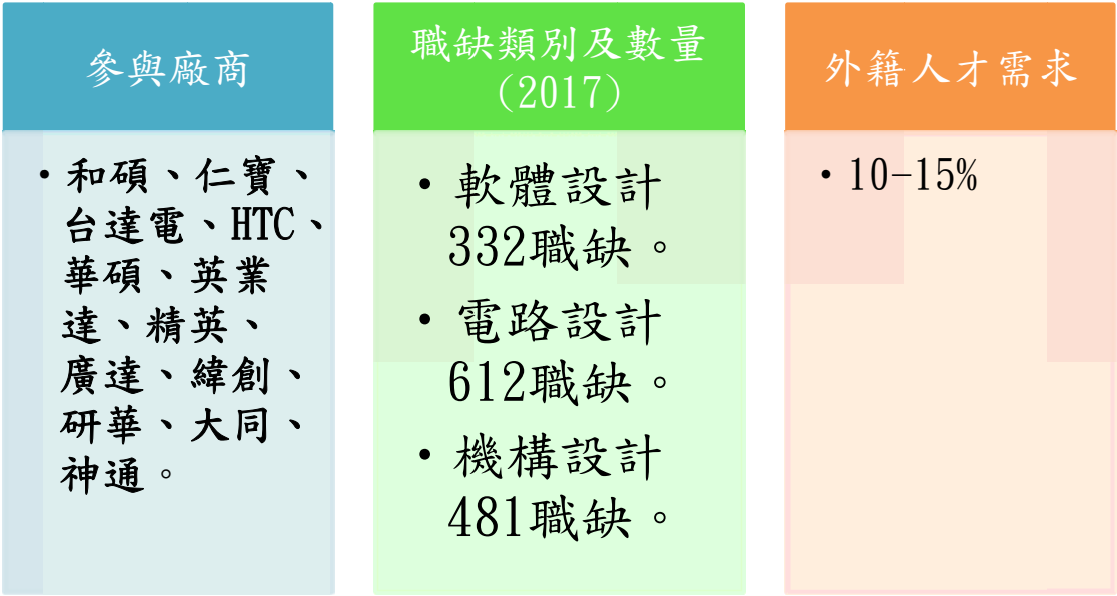 參與廠商
•和碩、仁寶、
台達電、HTC、
華碩、英業
達、精英、
廣達、緯創、
研華、大同、
神通。
職缺類別及數量
(2017)
•軟體設計
332職缺。
•電路設計
612職缺。
•機構設計
481職缺。
外籍人才需求
•10-15%